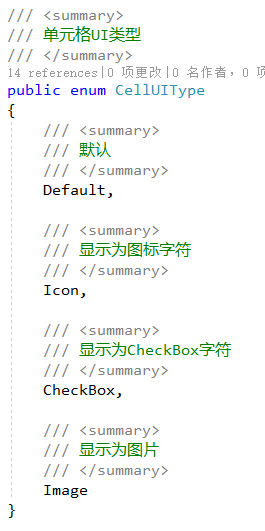 /// <summary>
/// 单元格UI类型
/// </summary>
14 references|0 项更改|0 名作者，0 项
public enum CellUIType
{
/// <summary>
/// 默认
/// </summary>
Default,
/// <summary>
/// 显示为图标字符
/// </summary>
Icon,
/// <summary>
/// 显示为CheckBox字符
/// </summary>
CheckBox,
/// <summary>
/// 显示为图片
/// </summary>
Image
}